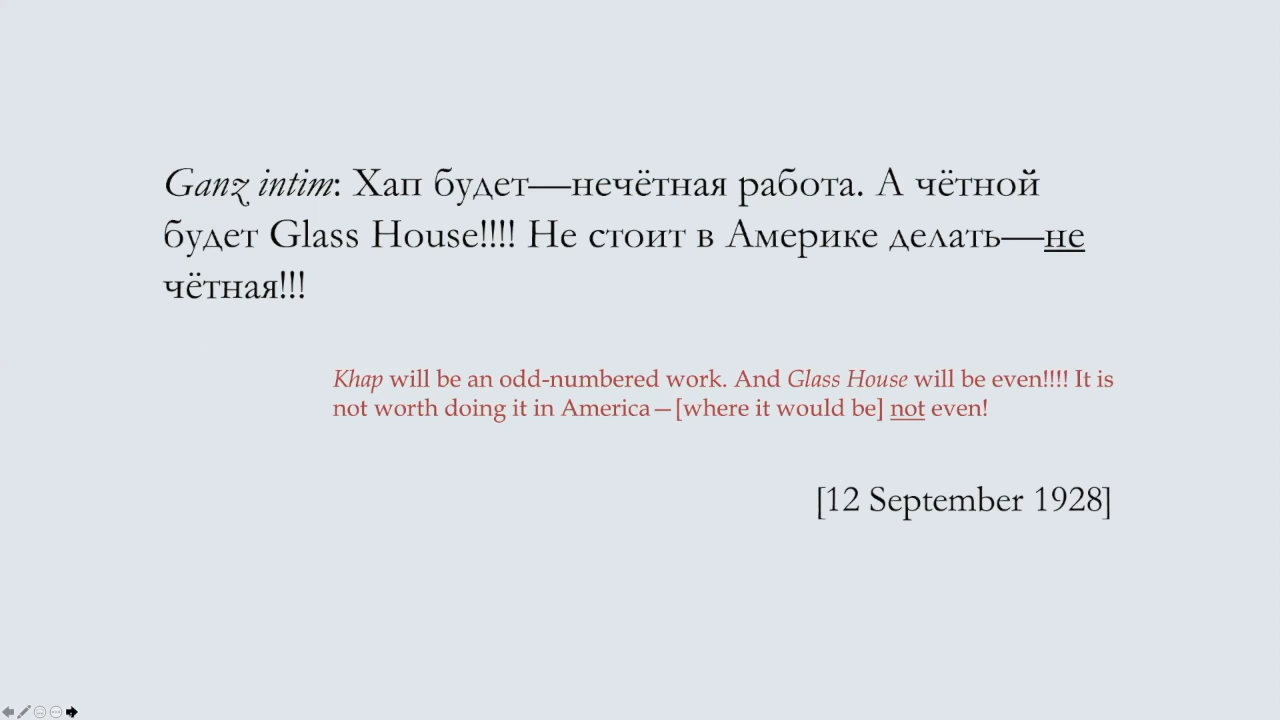 Ganz intim: Хап будет—нечётная работа. А чётной
будет Glass House!!!! Не стоит в Америке делать—не
чётная!!!
Khap will be an odd-numbered work. And Glass House will be even!!!! It is
not worth doing it in America—[where it would be] not even!
[12 September 1928]